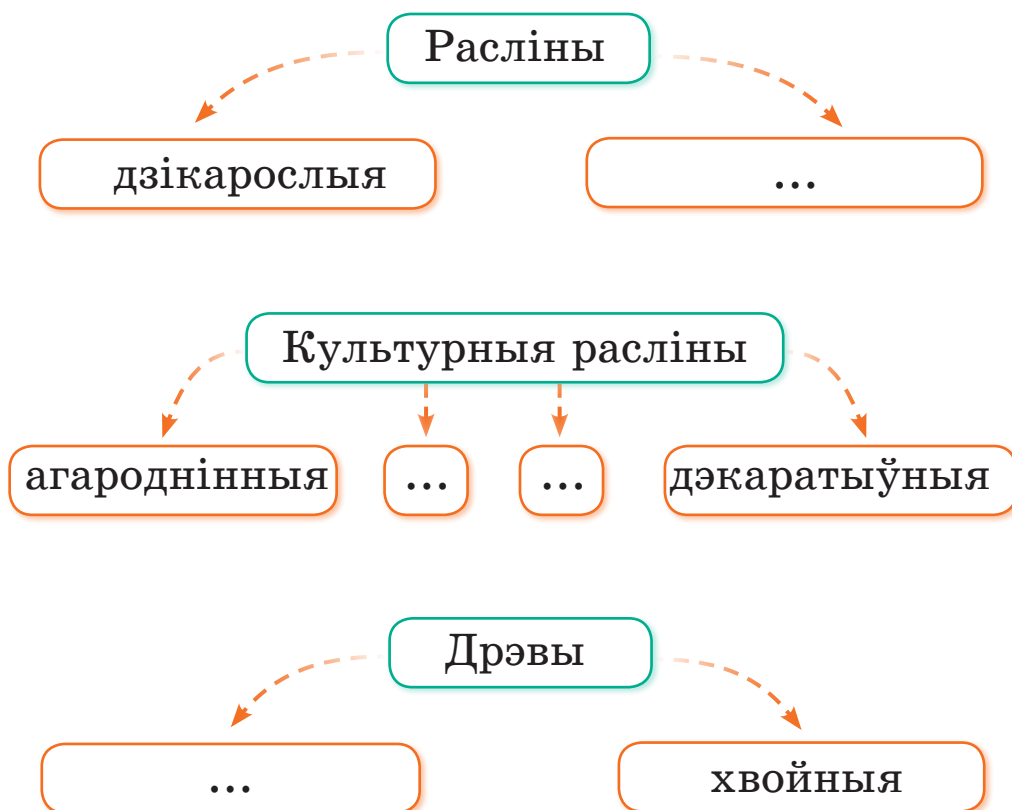 Расліны
дзікарослыя ...
Культурныя расліны
агароднінныя ... ... дэкаратыўныя
Дрэвы
... хвойныя